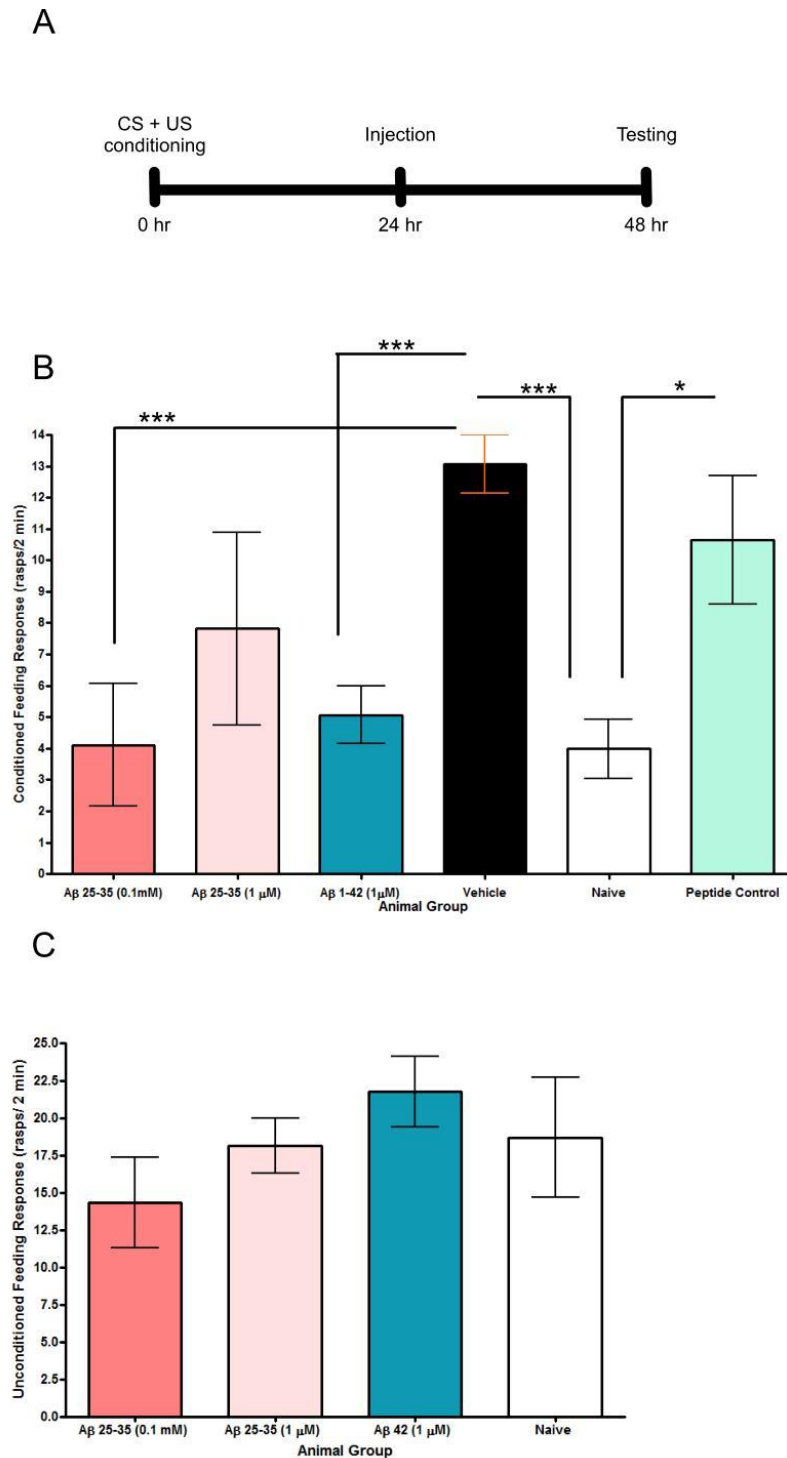 A
CS + US
conditioning
Injection
Testing
0 hr
24 hr
48 hr
B
***
***
***
*
Conditioned Feeding Response (rasps/2 min)
14
13
12
11
10
9
8
7
6
5
4
3
2
1
0
Aβ 25-35 (0.1mM)
Aβ 25-35 (1 μM)
Aβ 1-42 (1μM)
Vehicle
Naive
Peptide Control
Animal Group
C
Unconditioned Feeding Response (rasps/ 2 min)
25.0
22.5
20.0
17.5
15.0
12.5
10.0
7.5
5.0
2.5
0.0
Aβ 25-35 (0.1 mM)
Aβ 25-35 (1 μM)
Aβ 42 (1 μM)
Naive
Animal Group